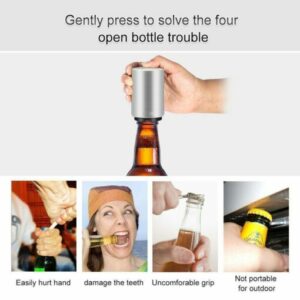 Gently press to solve the four
open bottle trouble
Easily hurt hand
damage the teeth
Uncomforable grip
Not portable
for outdoor